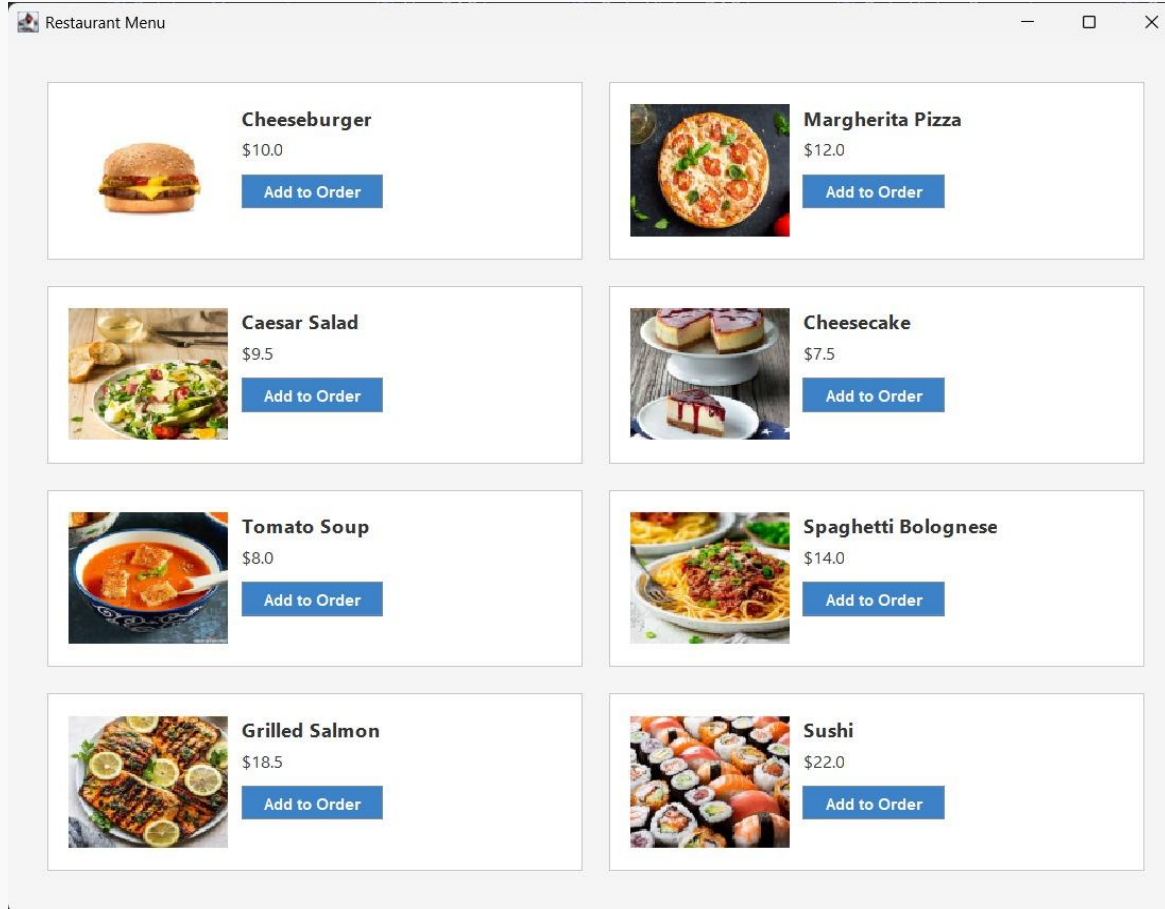 Restaurant Menu
Cheeseburger
$10.0
Add to Order
Margherita Pizza
$12.0
Add to Order
Caesar Salad
$9.5
Add to Order
Cheesecake
$7.5
Add to Order
Tomato Soup
$8.0
Add to Order
Spaghetti Bolognese
$14.0
Add to Order
Grilled Salmon
$18.5
Add to Order
Sushi
$22.0
Add to Order